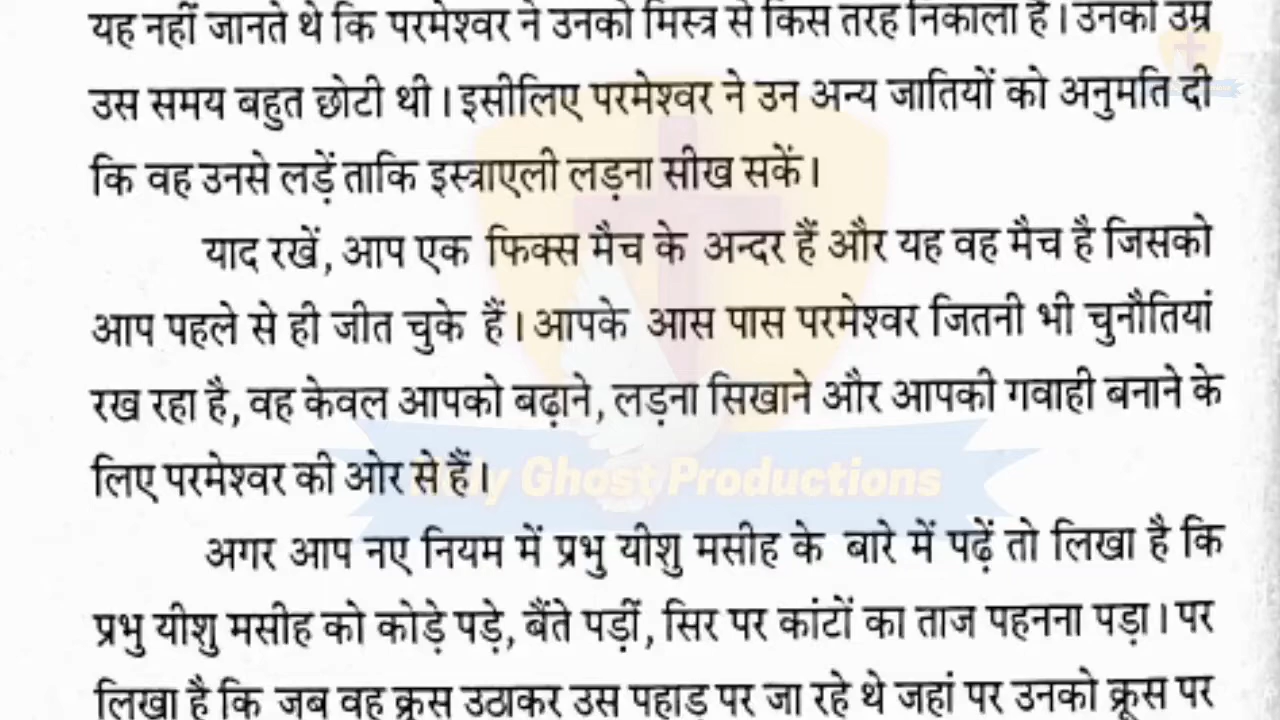 यह नहीं जानते थे कि परमेश्वर ने उनको मिस्त्र से किस तरह निकाला है। उनकी उम्र
उस समय बहुत छोटी थी। इसीलिए परमेश्वर ने उन अन्य जातियों को अनुमति दी
कि वह उनसे लड़ें ताकि इस्त्राएली लड़ना सीख सकें।
याद रखें, आप एक फिक्स मैच के अन्दर हैं और यह वह मैच है जिसको
आप पहले से ही जीत चुके हैं। आपके आस पास परमेश्वर जितनी भी चुनौतियां
रख रहा है, वह केवल आपको बढ़ाने, लड़ना सिखाने और आपकी गवाही बनाने के
लिए परमेश्वर की ओर से हैं।
Holy Ghost Productions
अगर आप नए नियम में प्रभु यीशु मसीह के बारे में पढ़ें तो लिखा है कि
प्रभु यीशु मसीह को कोड़े पड़े, बैंते पड़ीं, सिर पर कांटों का ताज पहनना पड़ा। पर
लिखा है कि जब वह क्रूस उठाकर उस पहाड़ पर जा रहे थे जहां पर उनको क्रूस पर